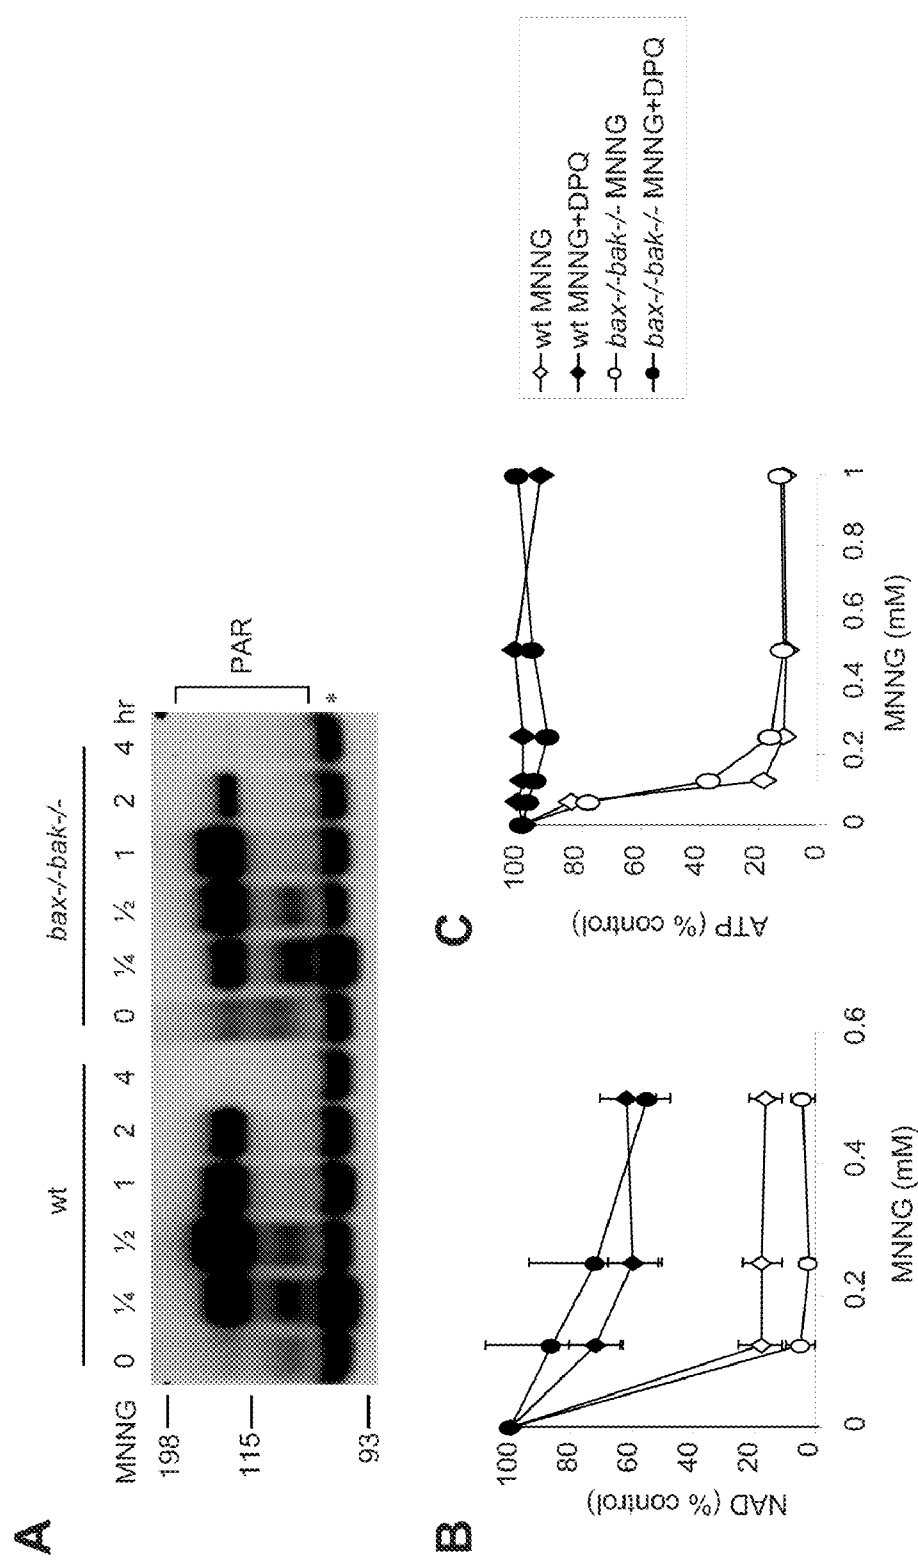 A
wt
bax-/-bak-/-
MNNG 0 ¼ ½ 1 2 4 0 ¼ ½ 1 2 4 hr
198
115
93
PAR
*
B
NAD (% control)
100
80
60
40
20
0
0 0.2 0.4 0.6
MNNG (mM)
C
ATP (% control)
100
80
60
40
20
0
0 0.2 0.4 0.6 0.8 1
MNNG (mM)
wt MNNG
wt MNNG+DPQ
bax-/-bak-/- MNNG
bax-/-bak-/- MNNG+DPQ